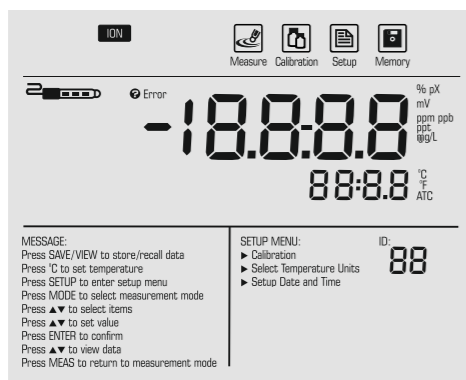 ION
Measure Calibration Setup Memory
? Error
-18.8:8.8
% pX
mV
ppm ppb
ppt
mg/L
88:8.8
°C
°F
ATC
MESSAGE:
Press SAVE/VIEW to store/recall data
Press °C to set temperature
Press SETUP to enter setup menu
Press MODE to select measurement mode
Press ▲▼ to select items
Press ▲▼ to set value
Press ENTER to confirm
Press ▲▼ to view data
Press MEAS to return to measurement mode
SETUP MENU:
▶ Calibration
▶ Select Temperature Units
▶ Setup Date and Time
ID:
88